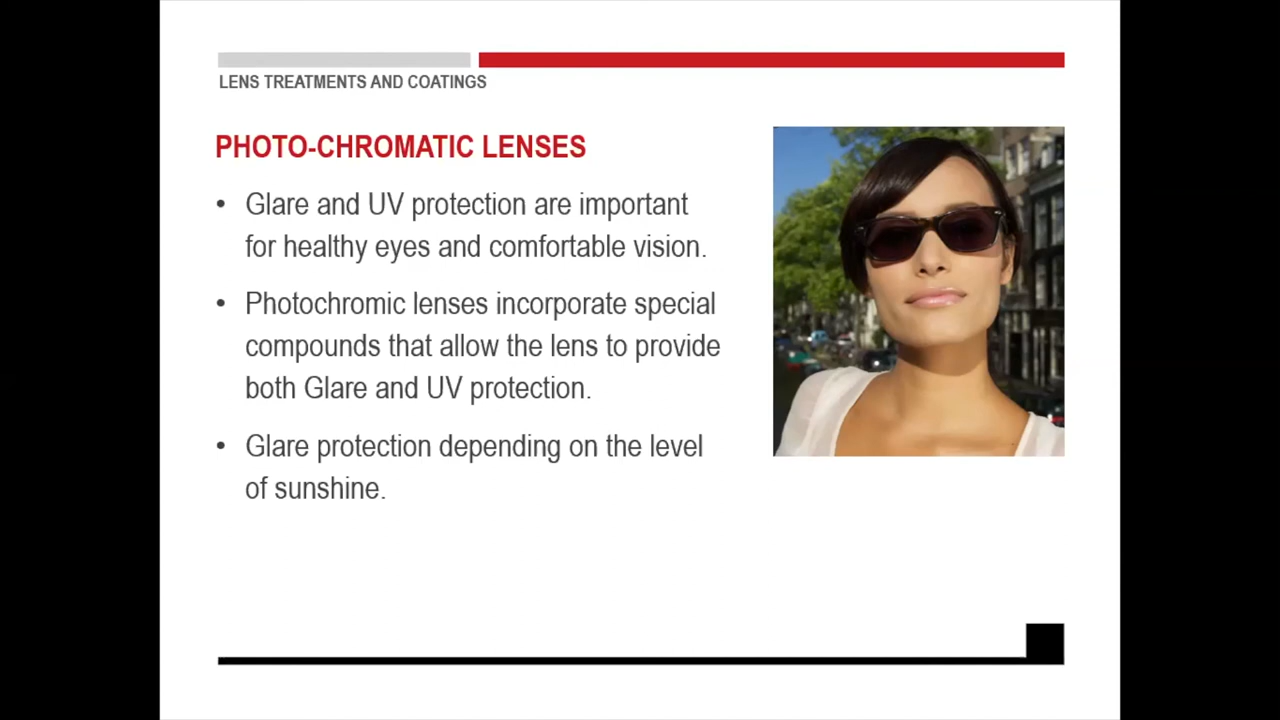 LENS TREATMENTS AND COATINGS
PHOTO-CHROMATIC LENSES
• Glare and UV protection are important
for healthy eyes and comfortable vision.
• Photochromic lenses incorporate special
compounds that allow the lens to provide
both Glare and UV protection.
• Glare protection depending on the level
of sunshine.